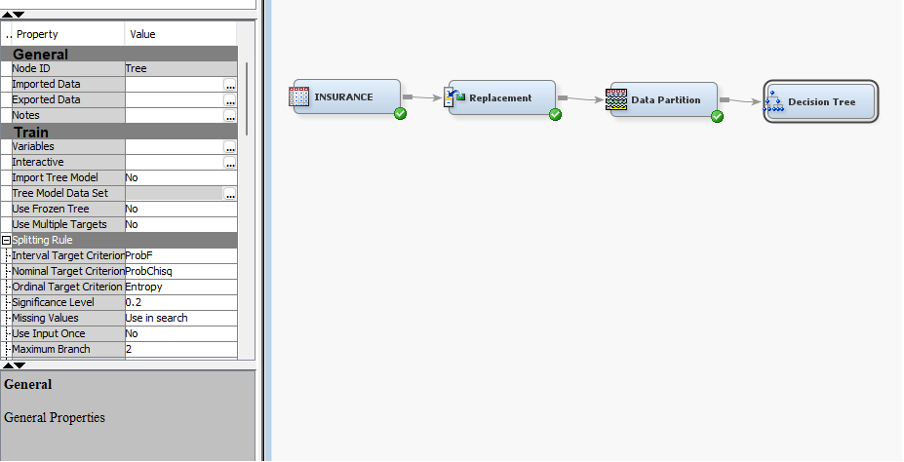 .. Property Value
General
Node ID Tree
Imported Data ...
Exported Data ...
Notes ...
Train
Variables ...
Interactive ...
Import Tree Model No
Tree Model Data Set ...
Use Frozen Tree No
Use Multiple Targets No
Splitting Rule
Interval Target Criterion ProbF
Nominal Target Criterion ProbChisq
Ordinal Target Criterion Entropy
Significance Level 0.2
Missing Values Use in search
Use Input Once No
Maximum Branch 2
General
General Properties
INSURANCE
Replacement
Data Partition
Decision Tree